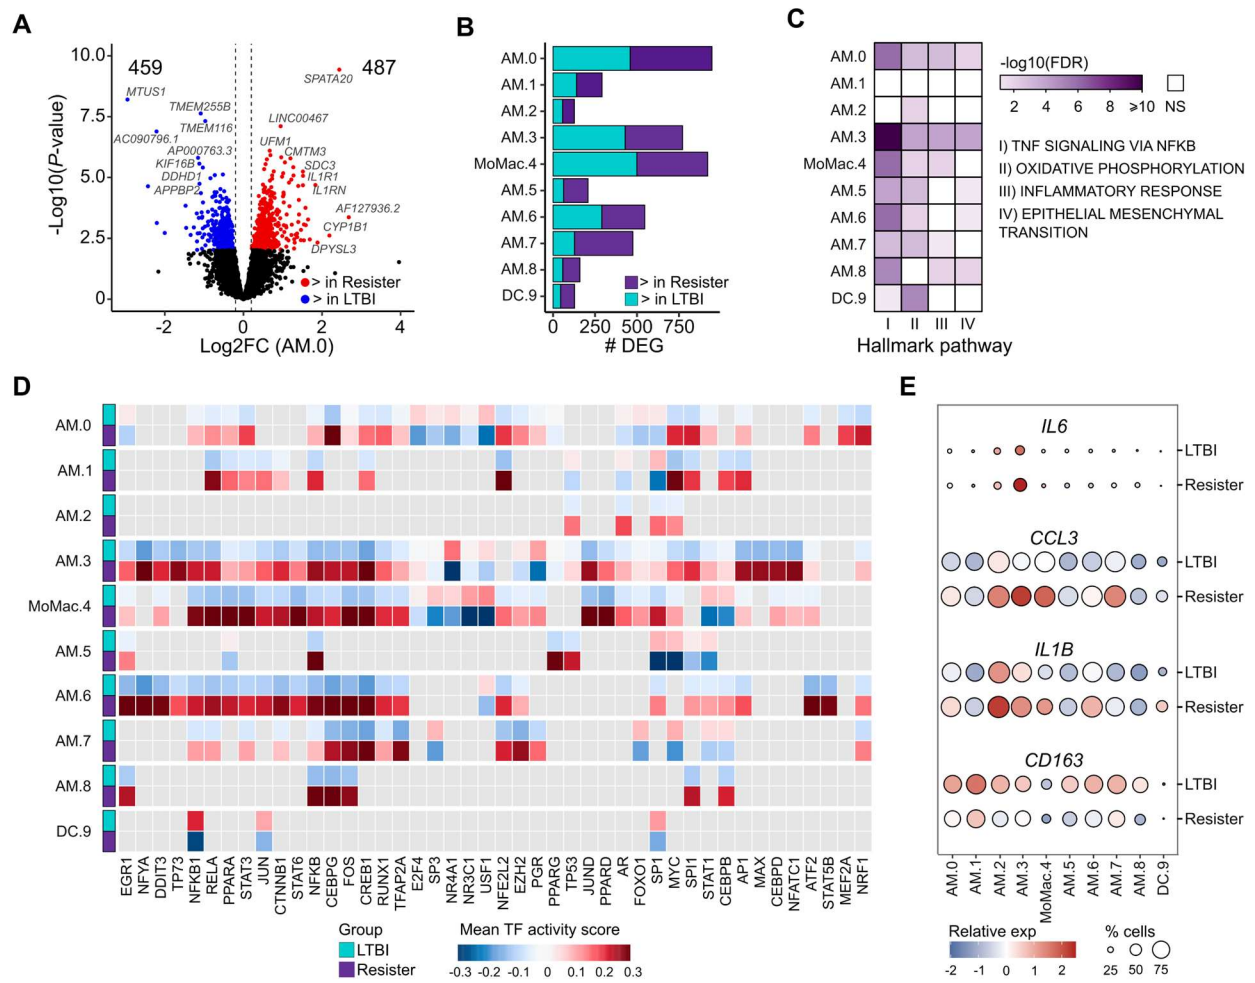 A
459
487
10.0
7.5
5.0
2.5
0
-Log10(P-value)
SPATA20
MTUS1
TMEM255B
LINC00467
TMEM116
AC090796.1
UFM1
AP000763.3
CMTM3
KIF16B
SDC3
DDHD1
IL1R1
APPBP2
IL1RN
AF127936.2
CYP1B1
DPYSL3
> in Resister
> in LTBI
-2
0
2
4
Log2FC (AM.0)
B
AM.0
AM.1
AM.2
AM.3
MoMac.4
AM.5
AM.6
AM.7
AM.8
DC.9
> in Resister
> in LTBI
0
250
500
750
# DEG
C
AM.0
AM.1
AM.2
AM.3
MoMac.4
AM.5
AM.6
AM.7
AM.8
DC.9
I
II
III
IV
Hallmark pathway
-log10(FDR)
2
4
6
8
⩾10
NS
I) TNF SIGNALING VIA NFKB
II) OXIDATIVE PHOSPHORYLATION
III) INFLAMMATORY RESPONSE
IV) EPITHELIAL MESENCHYMAL
TRANSITION
D
AM.0
AM.1
AM.2
AM.3
MoMac.4
AM.5
AM.6
AM.7
AM.8
DC.9
EGR1
NFYA
DDIT3
TP73
NFKB1
RELA
PPARA
STAT3
JUN
CTNNB1
STAT6
NFKB
CEBPG
FOS
CREB1
RUNX1
TFAP2A
E2F4
SP3
NR4A1
NR3C1
USF1
NFE2L2
EZH2
PGR
PPARG
TP53
JUND
PPARD
AR
FOXO1
SP1
MYC
SPI1
STAT1
CEBPB
AP1
MAX
CEBPD
NFATC1
ATF2
STAT5B
MEF2A
NRF1
Group
LTBI
Resister
Mean TF activity score
-0.3
-0.2
-0.1
0
0.1
0.2
0.3
E
IL6
LTBI
Resister
CCL3
LTBI
Resister
IL1B
LTBI
Resister
CD163
LTBI
Resister
AM.0
AM.1
AM.2
AM.3
MoMac.4
AM.5
AM.6
AM.7
AM.8
DC.9
Relative exp
-2
-1
0
1
2
% cells
25
50
75